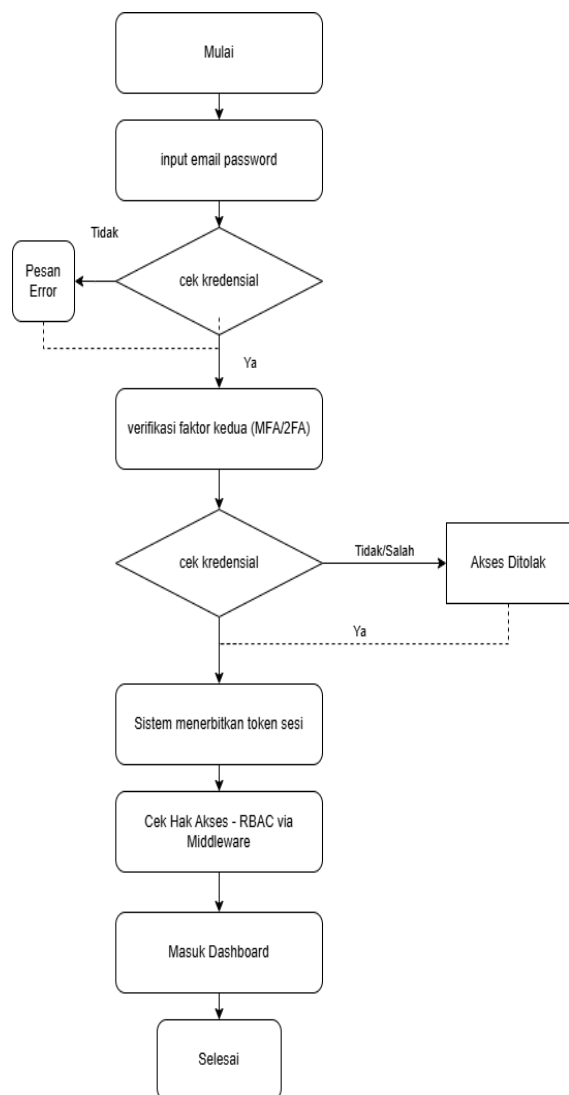 Mulai
input email password
Tidak
Pesan
Error
cek kredensial
Ya
verifikasi faktor kedua (MFA/2FA)
cek kredensial
Tidak/Salah
Akses Ditolak
Ya
Sistem menerbitkan token sesi
Cek Hak Akses - RBAC via
Middleware
Masuk Dashboard
Selesai